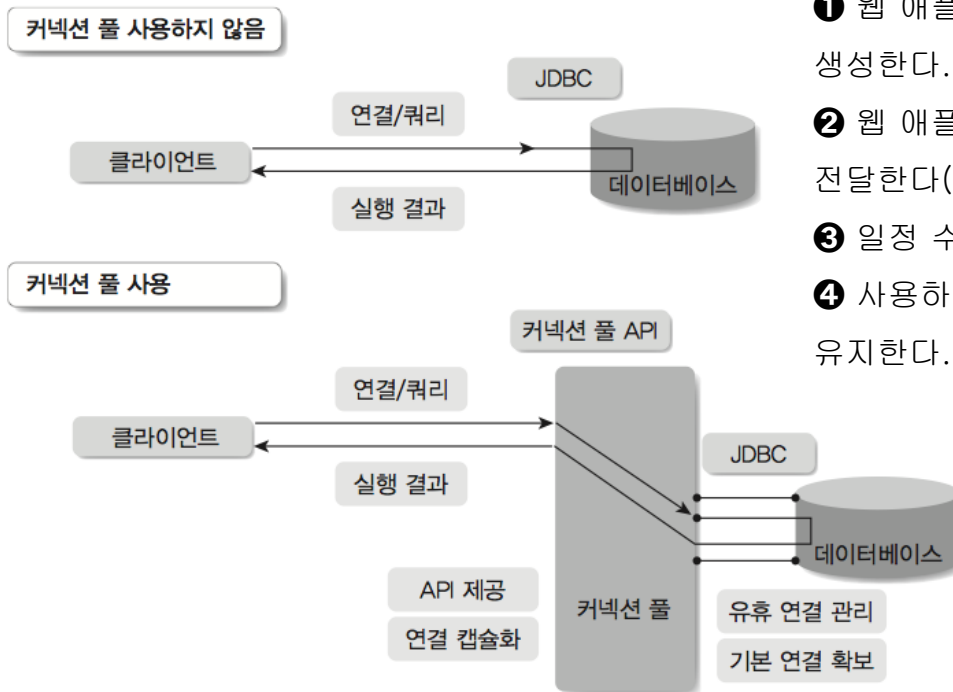 커넥션 풀 사용하지 않음
JDBC
연결/쿼리
클라이언트
데이터베이스
실행 결과
커넥션 풀 사용
커넥션 풀 API
연결/쿼리
클라이언트
JDBC
실행 결과
데이터베이스
API 제공
커넥션 풀
유휴 연결 관리
연결 캡슐화
기본 연결 확보
❶ 웹 애플
생성한다.
❷ 웹 애플
전달한다(
❸ 일정 수
❹ 사용하
유지한다.